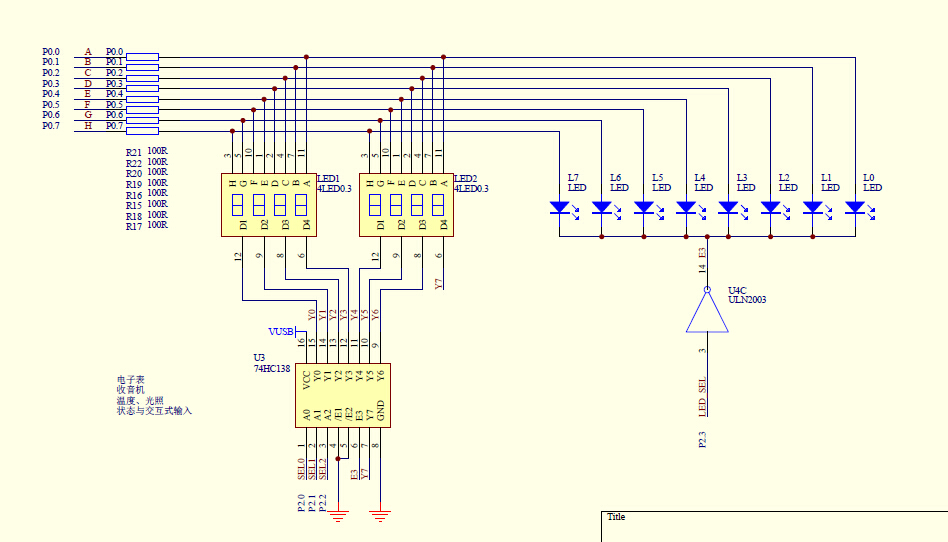 P0.0 A P0.0
P0.1 B P0.1
P0.2 C P0.2
P0.3 D P0.3
P0.4 E P0.4
P0.5 F P0.5
P0.6 G P0.6
P0.7 H P0.7
R21 100R
R22 100R
R20 100R
R19 100R
R16 100R
R15 100R
R18 100R
R17 100R
3 5 10 1 2 4 7 11
H G F E D C B A
LED1
4LED0.3
D1 D2 D3 D4
12 9 8 6
3 5 10 1 2 4 7 11
H G F E D C B A
LED2
4LED0.3
D1 D2 D3 D4
12 9 8 6
Y7
L7 L6 L5 L4 L3 L2 L1 L0
LED LED LED LED LED LED LED LED
E3
14
U4C
ULN2003
3
LED_SEL
P2.3
Y0 Y1 Y2 Y3 Y4 Y5 Y6
VUSB
16 15 14 13 12 11 10 9
U3
74HC138
VCC Y0 Y1 Y2 Y3 Y4 Y5 Y6
A0 A1 A2 /E1 /E2 E3 Y7 GND
1 2 3 4 5 6 7 8
SEL0 SEL1 SEL2 E3 Y7
P2.0 P2.1 P2.2
电子表
收音机
温度、光照
状态与交互式输入
Title